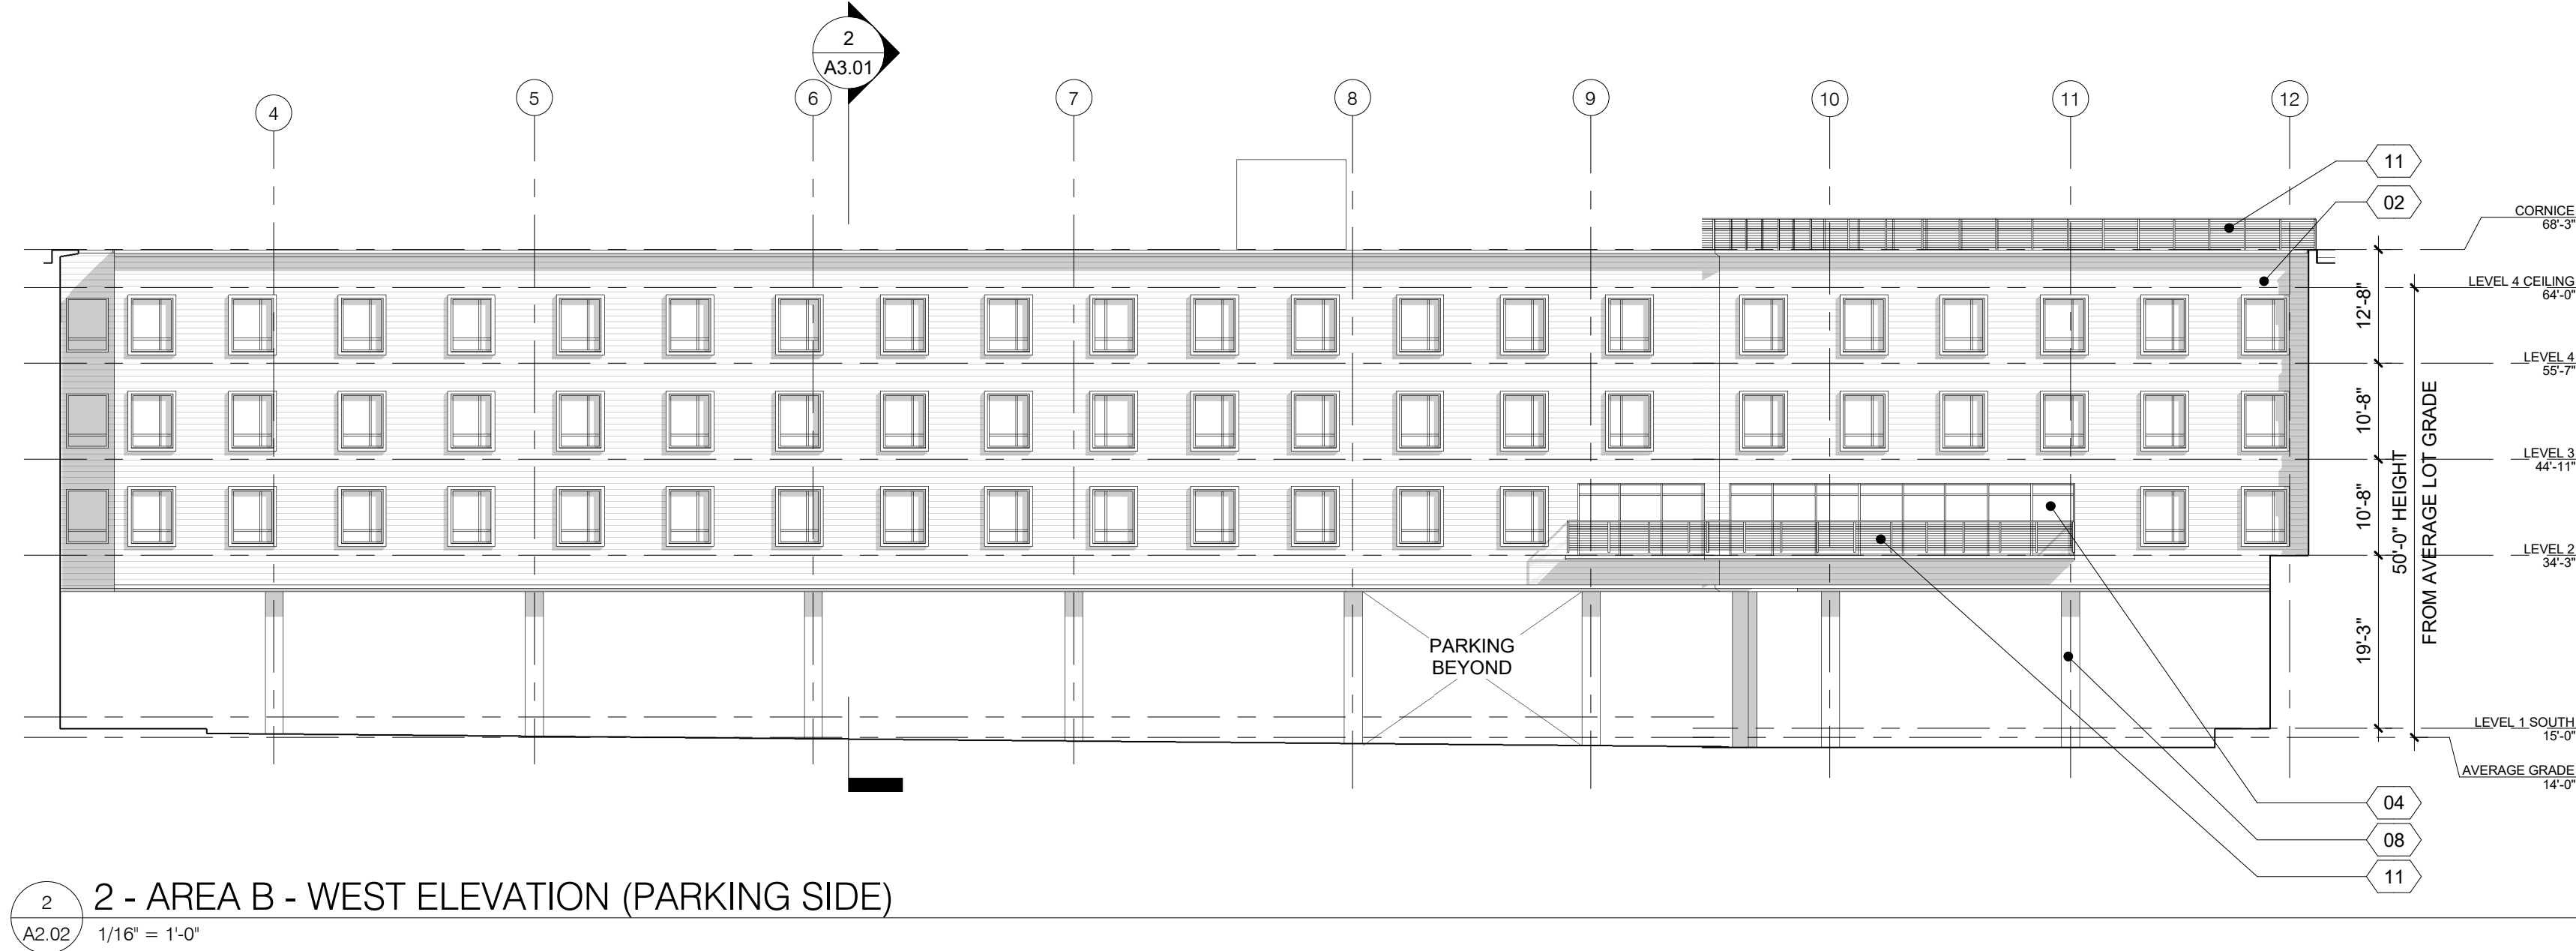 2
A3.01
4
5
6
7
8
9
10
11
12
11
02
CORNICE
68'-3"
LEVEL 4 CEILING
64'-0"
12'-8"
LEVEL 4
55'-7"
10'-8"
LEVEL 3
44'-11"
10'-8"
LEVEL 2
34'-3"
50'-0" HEIGHT
FROM AVERAGE LOT GRADE
19'-3"
PARKING
BEYOND
LEVEL 1 SOUTH
15'-0"
AVERAGE GRADE
14'-0"
04
08
11
2
A2.02
2 - AREA B - WEST ELEVATION (PARKING SIDE)
1/16" = 1'-0"